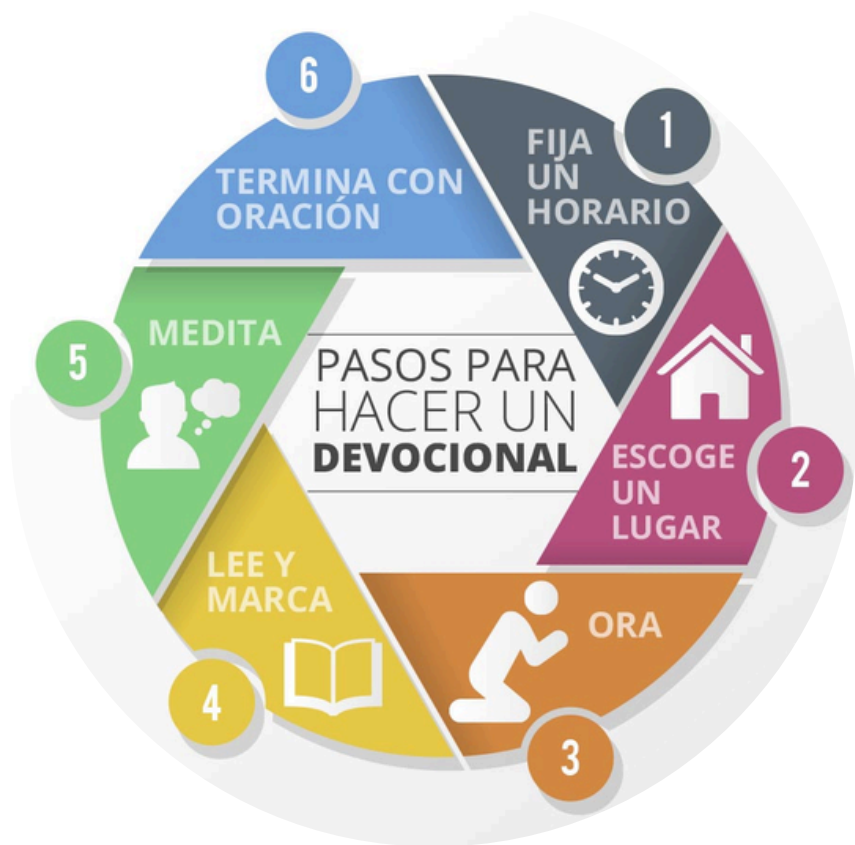 PASOS PARA
HACER UN
DEVOCIONAL
1
FIJA
UN
HORARIO
2
ESCOGE
UN
LUGAR
3
ORA
4
LEE Y
MARCA
5
MEDITA
6
TERMINA CON
ORACIÓN